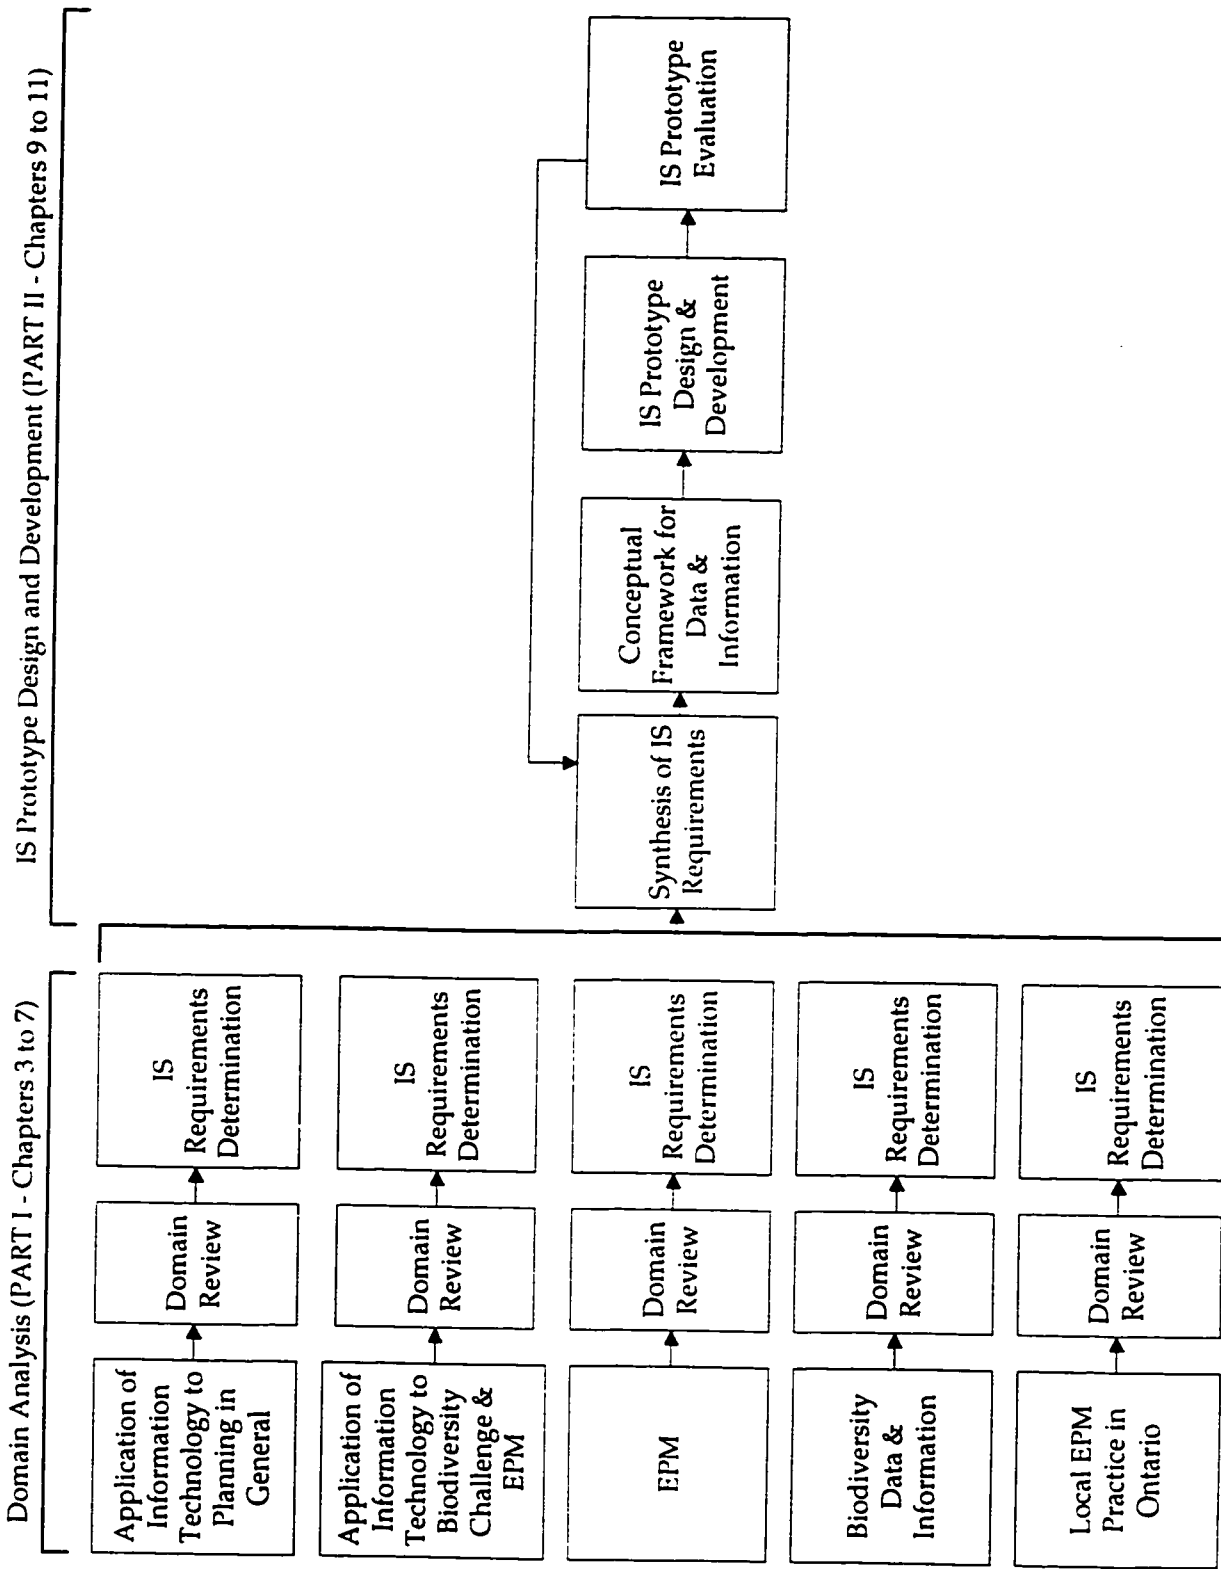 Domain Analysis (PART I - Chapters 3 to 7)
IS Prototype Design and Development (PART II - Chapters 9 to 11)
Application of
Information
Technology to
Planning in
General
Domain
Review
IS
Requirements
Determination
Application of
Information
Technology to
Biodiversity
Challenge &
EPM
Domain
Review
IS
Requirements
Determination
EPM
Domain
Review
IS
Requirements
Determination
Biodiversity
Data &
Information
Domain
Review
IS
Requirements
Determination
Local EPM
Practice in
Ontario
Domain
Review
IS
Requirements
Determination
Synthesis of IS
Requirements
Conceptual
Framework for
Data &
Information
IS Prototype
Design &
Development
IS Prototype
Evaluation